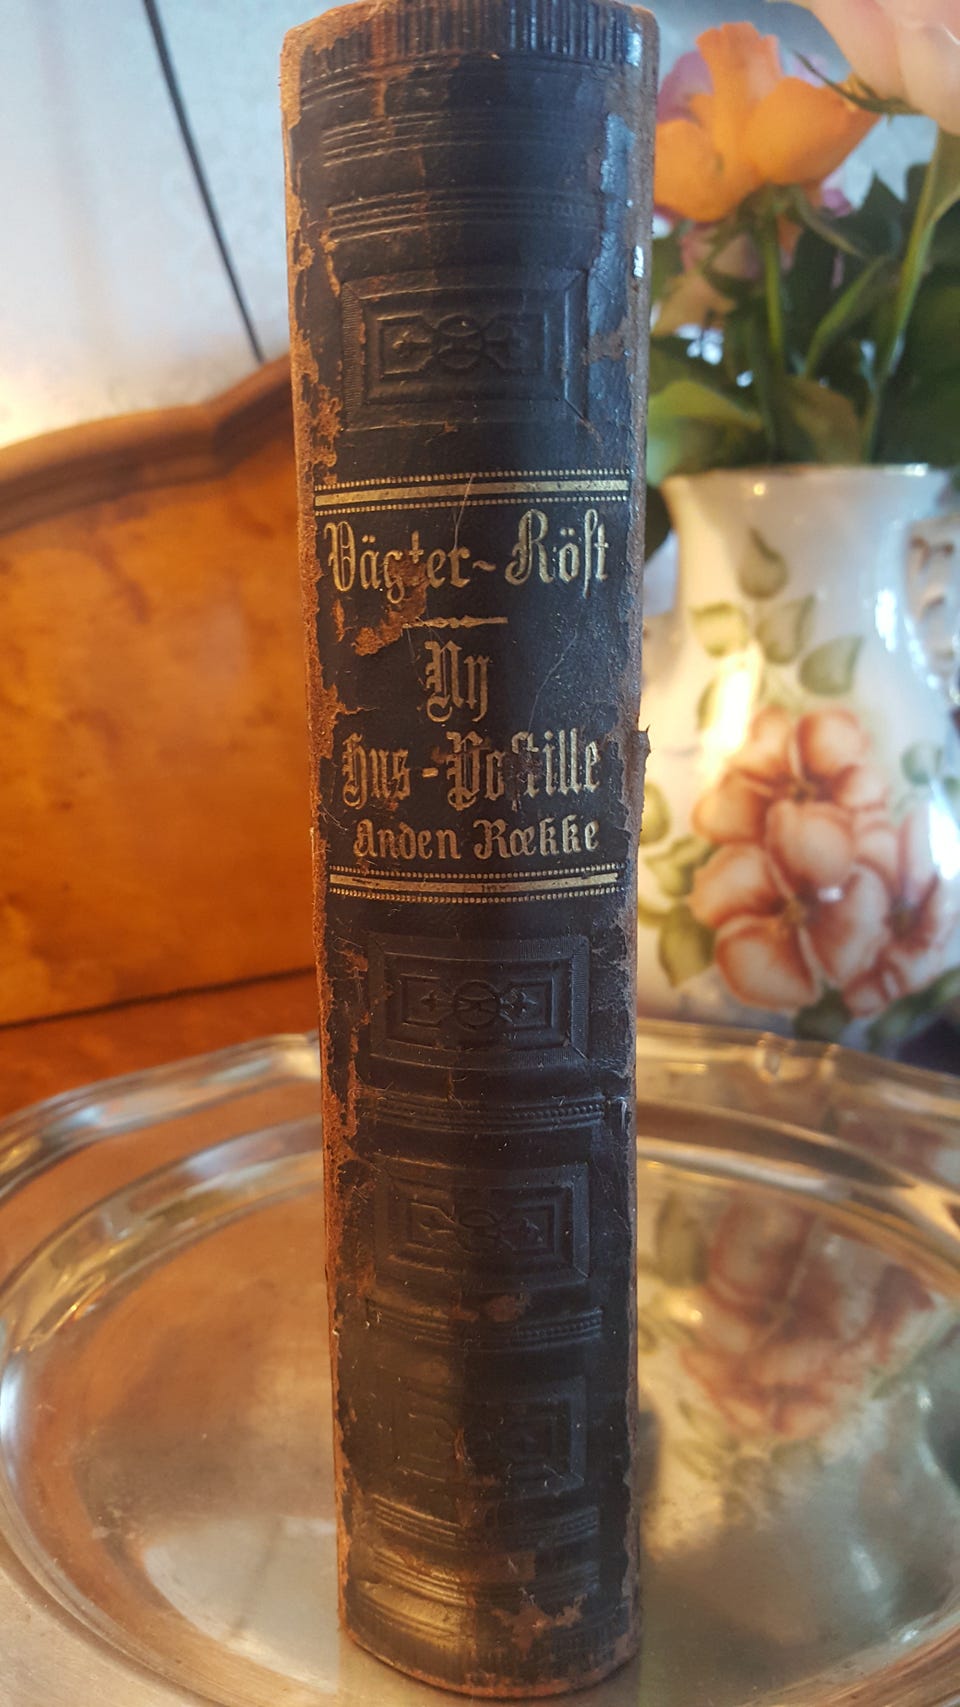 Vägter-Röst
Ny
Hus-Postille
Anden Række